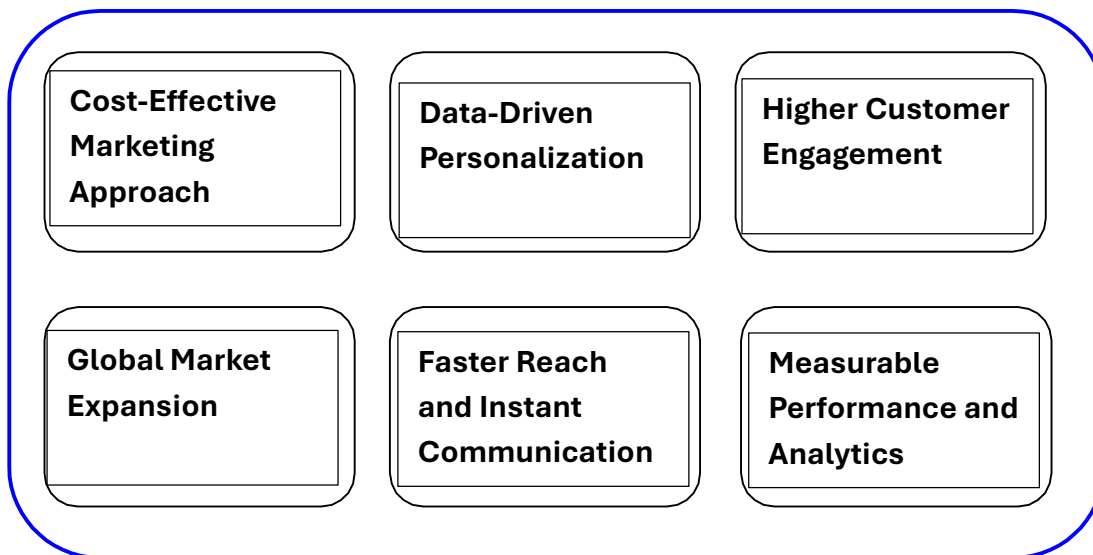 Cost-Effective
Marketing
Approach
Data-Driven
Personalization
Higher Customer
Engagement
Global Market
Expansion
Faster Reach
and Instant
Communication
Measurable
Performance and
Analytics